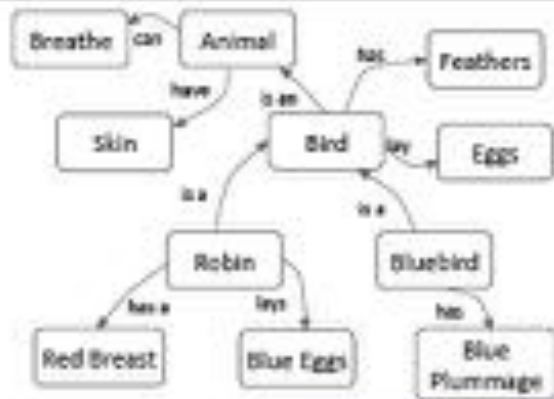 Breathe
can
Animal
has
Feathers
have
is an
Skin
Bird
lay
Eggs
is a
is a
Robin
Bluebird
has a
lays
has
Red Breast
Blue Eggs
Blue
Plummage